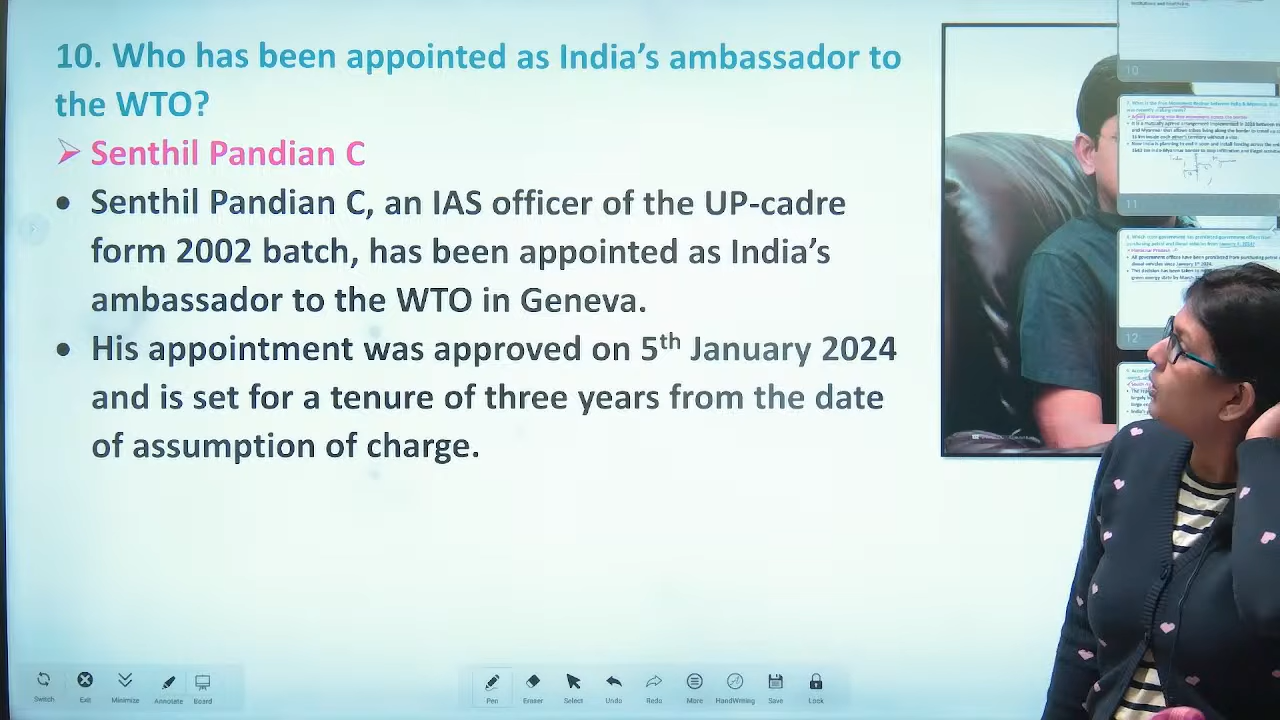 10. Who has been appointed as India's ambassador to
the WTO?
➢ Senthil Pandian C
• Senthil Pandian C, an IAS officer of the UP-cadre
form 2002 batch, has been appointed as India's
ambassador to the WTO in Geneva.
• His appointment was approved on 5th January 2024
and is set for a tenure of three years from the date
of assumption of charge.
10
11
12
Switch
Exit
Minimize
Annotate
Board
Pen
Eraser
Select
Undo
Redo
More
HandWriting
Save
Lock